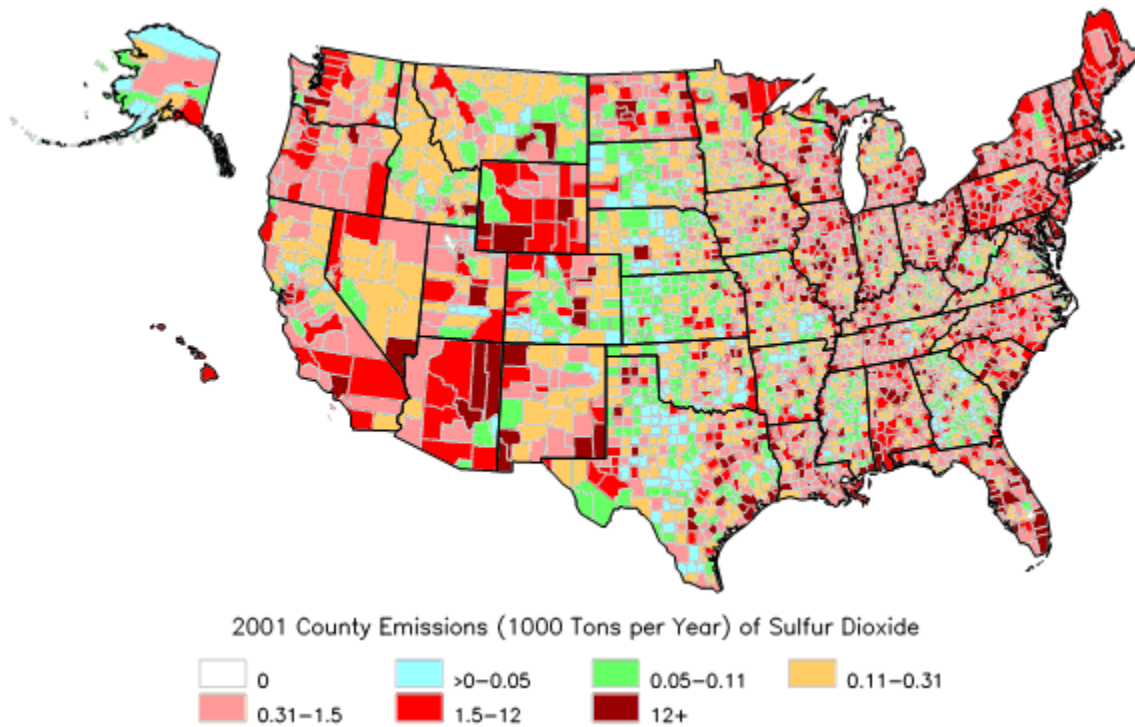 2001 County Emissions (1000 Tons per Year) of Sulfur Dioxide
0 >0-0.05 0.05-0.11 0.11-0.31
0.31-1.5 1.5-12 12+